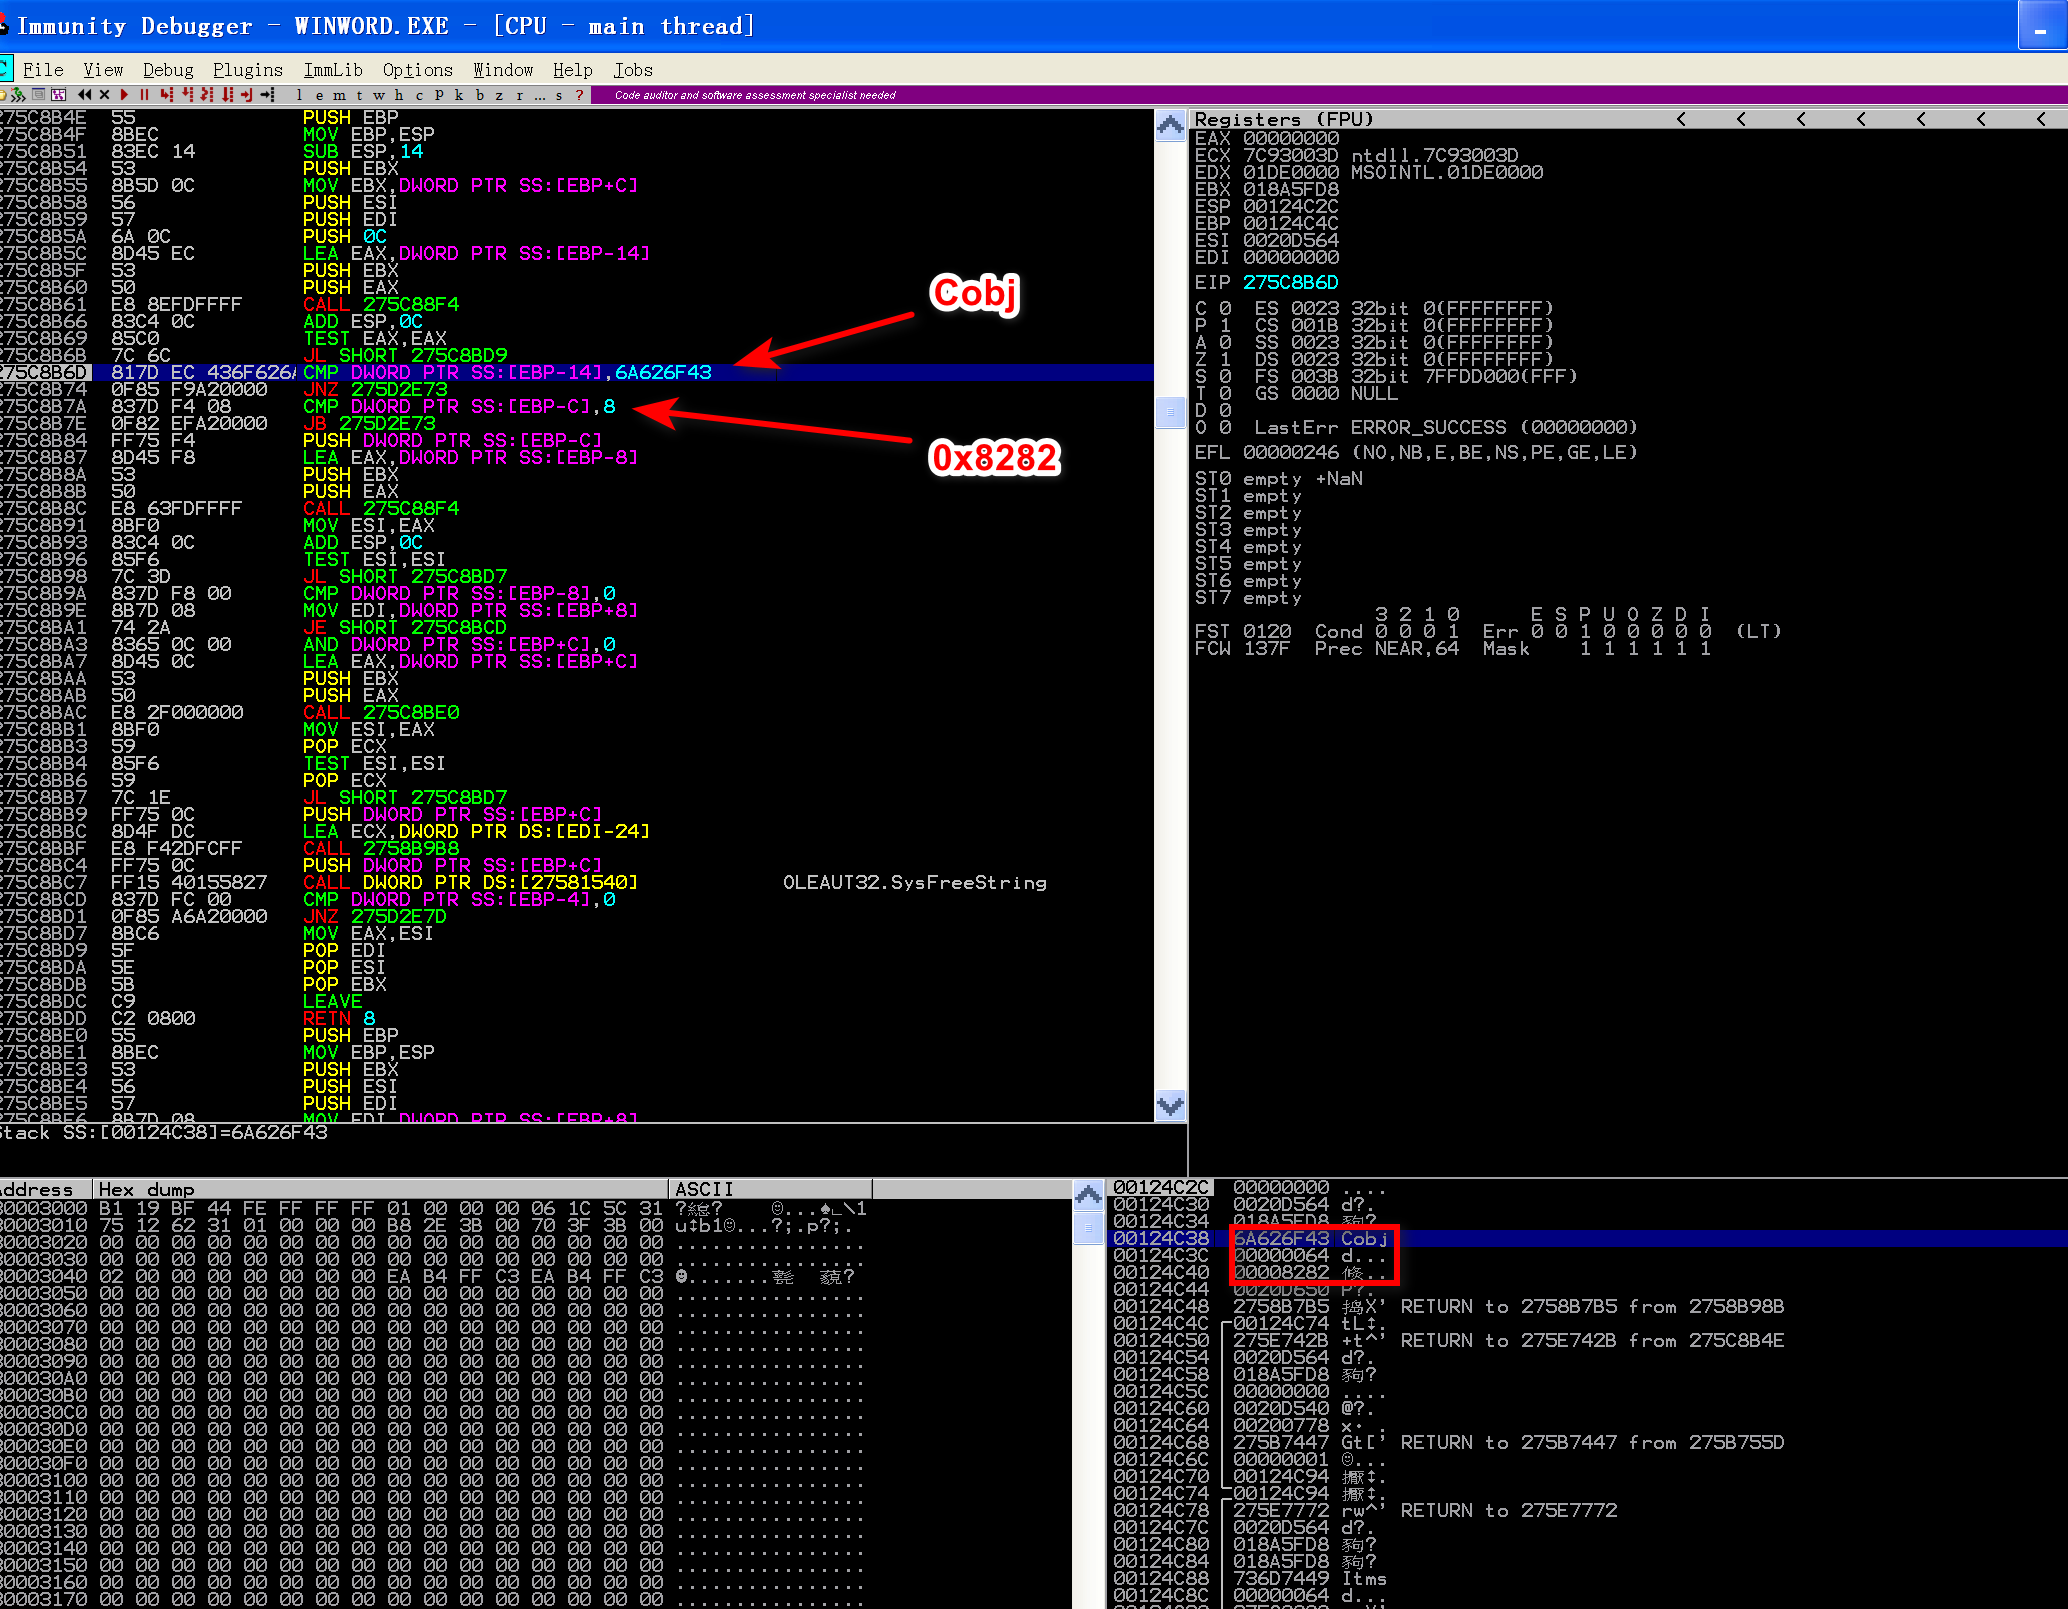 Immunity Debugger - WINWORD.EXE - [CPU - main thread]
File View Debug Plugins ImmLib Options Window Help Jobs
l e m t w h c p k b z r ... s ? Code auditor and software assessment specialist needed
275C8B4E 55 PUSH EBP
275C8B4F 8BEC MOV EBP,ESP
275C8B51 83EC 14 SUB ESP,14
275C8B54 53 PUSH EBX
275C8B55 8B5D 0C MOV EBX,DWORD PTR SS:[EBP+C]
275C8B58 56 PUSH ESI
275C8B59 57 PUSH EDI
275C8B5A 6A 0C PUSH 0C
275C8B5C 8D45 EC LEA EAX,DWORD PTR SS:[EBP-14]
275C8B5F 53 PUSH EBX
275C8B60 50 PUSH EAX
275C8B61 E8 8EFDFFFF CALL 275C88F4
275C8B66 83C4 0C ADD ESP,0C
275C8B69 85C0 TEST EAX,EAX
275C8B6B 7C 6C JL SHORT 275C8BD9
275C8B6D 817D EC 436F626A CMP DWORD PTR SS:[EBP-14],6A626F43
275C8B74 0F85 F9A20000 JNZ 275D2E73
275C8B7A 837D F4 08 CMP DWORD PTR SS:[EBP-C],8
275C8B7E 0F82 EFA20000 JB 275D2E73
275C8B84 FF75 F4 PUSH DWORD PTR SS:[EBP-C]
275C8B87 8D45 F8 LEA EAX,DWORD PTR SS:[EBP-8]
275C8B8A 53 PUSH EBX
275C8B8B 50 PUSH EAX
275C8B8C E8 63FDFFFF CALL 275C88F4
275C8B91 8BF0 MOV ESI,EAX
275C8B93 83C4 0C ADD ESP,0C
275C8B96 85F6 TEST ESI,ESI
275C8B98 7C 3D JL SHORT 275C8BD7
275C8B9A 837D F8 00 CMP DWORD PTR SS:[EBP-8],0
275C8B9E 8B7D 08 MOV EDI,DWORD PTR SS:[EBP+8]
275C8BA1 74 2A JE SHORT 275C8BCD
275C8BA3 8365 0C 00 AND DWORD PTR SS:[EBP+C],0
275C8BA7 8D45 0C LEA EAX,DWORD PTR SS:[EBP+C]
275C8BAA 53 PUSH EBX
275C8BAB 50 PUSH EAX
275C8BAC E8 2F000000 CALL 275C8BE0
275C8BB1 8BF0 MOV ESI,EAX
275C8BB3 59 POP ECX
275C8BB4 85F6 TEST ESI,ESI
275C8BB6 59 POP ECX
275C8BB7 7C 1E JL SHORT 275C8BD7
275C8BB9 FF75 0C PUSH DWORD PTR SS:[EBP+C]
275C8BBC 8D4F DC LEA ECX,DWORD PTR DS:[EDI-24]
275C8BBF E8 F42DFCFF CALL 2758B9B8
275C8BC4 FF75 0C PUSH DWORD PTR SS:[EBP+C]
275C8BC7 FF15 40155827 CALL DWORD PTR DS:[27581540] OLEAUT32.SysFreeString
275C8BCD 837D FC 00 CMP DWORD PTR SS:[EBP-4],0
275C8BD1 0F85 A6A20000 JNZ 275D2E7D
275C8BD7 8BC6 MOV EAX,ESI
275C8BD9 5F POP EDI
275C8BDA 5E POP ESI
275C8BDB 5B POP EBX
275C8BDC C9 LEAVE
275C8BDD C2 0800 RETN 8
275C8BE0 55 PUSH EBP
275C8BE1 8BEC MOV EBP,ESP
275C8BE3 53 PUSH EBX
275C8BE4 56 PUSH ESI
275C8BE5 57 PUSH EDI
275C8BE6 8B7D 08 MOV EDI,DWORD PTR SS:[EBP+8]
Cobj
0x8282
Stack SS:[00124C38]=6A626F43
Registers (FPU) < < < < < < <
EAX 00000000
ECX 7C93003D ntdll.7C93003D
EDX 01DE0000 MSOINTL.01DE0000
EBX 018A5FD8
ESP 00124C2C
EBP 00124C4C
ESI 0020D564
EDI 00000000
EIP 275C8B6D
C 0 ES 0023 32bit 0(FFFFFFFF)
P 1 CS 001B 32bit 0(FFFFFFFF)
A 0 SS 0023 32bit 0(FFFFFFFF)
Z 1 DS 0023 32bit 0(FFFFFFFF)
S 0 FS 003B 32bit 7FFDD000(FFF)
T 0 GS 0000 NULL
D 0
O 0 LastErr ERROR_SUCCESS (00000000)
EFL 00000246 (NO,NB,E,BE,NS,PE,GE,LE)
ST0 empty +NaN
ST1 empty
ST2 empty
ST3 empty
ST4 empty
ST5 empty
ST6 empty
ST7 empty
3 2 1 0 E S P U O Z D I
FST 0120 Cond 0 0 0 1 Err 0 0 1 0 0 0 0 0 (LT)
FCW 137F Prec NEAR,64 Mask 1 1 1 1 1 1
Address Hex dump ASCII
30003000 B1 19 BF 44 FE FF FF FF 01 00 00 00 06 1C 5C 31
30003010 75 12 62 31 01 00 00 00 B8 2E 3B 00 70 3F 3B 00
30003020 00 00 00 00 00 00 00 00 00 00 00 00 00 00 00 00 ................
30003030 00 00 00 00 00 00 00 00 00 00 00 00 00 00 00 00 ................
30003040 02 00 00 00 00 00 00 00 EA B4 FF C3 EA B4 FF C3
30003050 00 00 00 00 00 00 00 00 00 00 00 00 00 00 00 00 ................
30003060 00 00 00 00 00 00 00 00 00 00 00 00 00 00 00 00 ................
30003070 00 00 00 00 00 00 00 00 00 00 00 00 00 00 00 00 ................
30003080 00 00 00 00 00 00 00 00 00 00 00 00 00 00 00 00 ................
30003090 00 00 00 00 00 00 00 00 00 00 00 00 00 00 00 00 ................
300030A0 00 00 00 00 00 00 00 00 00 00 00 00 00 00 00 00 ................
300030B0 00 00 00 00 00 00 00 00 00 00 00 00 00 00 00 00 ................
300030C0 00 00 00 00 00 00 00 00 00 00 00 00 00 00 00 00 ................
300030D0 00 00 00 00 00 00 00 00 00 00 00 00 00 00 00 00 ................
300030E0 00 00 00 00 00 00 00 00 00 00 00 00 00 00 00 00 ................
300030F0 00 00 00 00 00 00 00 00 00 00 00 00 00 00 00 00 ................
30003100 00 00 00 00 00 00 00 00 00 00 00 00 00 00 00 00 ................
30003110 00 00 00 00 00 00 00 00 00 00 00 00 00 00 00 00 ................
30003120 00 00 00 00 00 00 00 00 00 00 00 00 00 00 00 00 ................
30003130 00 00 00 00 00 00 00 00 00 00 00 00 00 00 00 00 ................
30003140 00 00 00 00 00 00 00 00 00 00 00 00 00 00 00 00 ................
30003150 00 00 00 00 00 00 00 00 00 00 00 00 00 00 00 00 ................
30003160 00 00 00 00 00 00 00 00 00 00 00 00 00 00 00 00 ................
30003170 00 00 00 00 00 00 00 00 00 00 00 00 00 00 00 00 ................
00124C2C 00000000 ....
00124C30 0020D564 d?.
00124C34 018A5FD8
00124C38 6A626F43 Cobj
00124C3C 00000064 d...
00124C40 00008282
00124C44 0020D650 P?.
00124C48 2758B7B5 RETURN to 2758B7B5 from 2758B98B
00124C4C 00124C74 tL↕.
00124C50 275E742B +t^' RETURN to 275E742B from 275C8B4E
00124C54 0020D564 d?.
00124C58 018A5FD8
00124C5C 00000000 ....
00124C60 0020D540 @?.
00124C64 00200778 x• .
00124C68 275B7447 Gt[' RETURN to 275B7447 from 275B755D
00124C6C 00000001 ☺...
00124C70 00124C94
00124C74 00124C94
00124C78 275E7772 rw^' RETURN to 275E7772
00124C7C 0020D564 d?.
00124C80 018A5FD8
00124C84 018A5FD8
00124C88 736D7449 Itms
00124C8C 00000064 d...